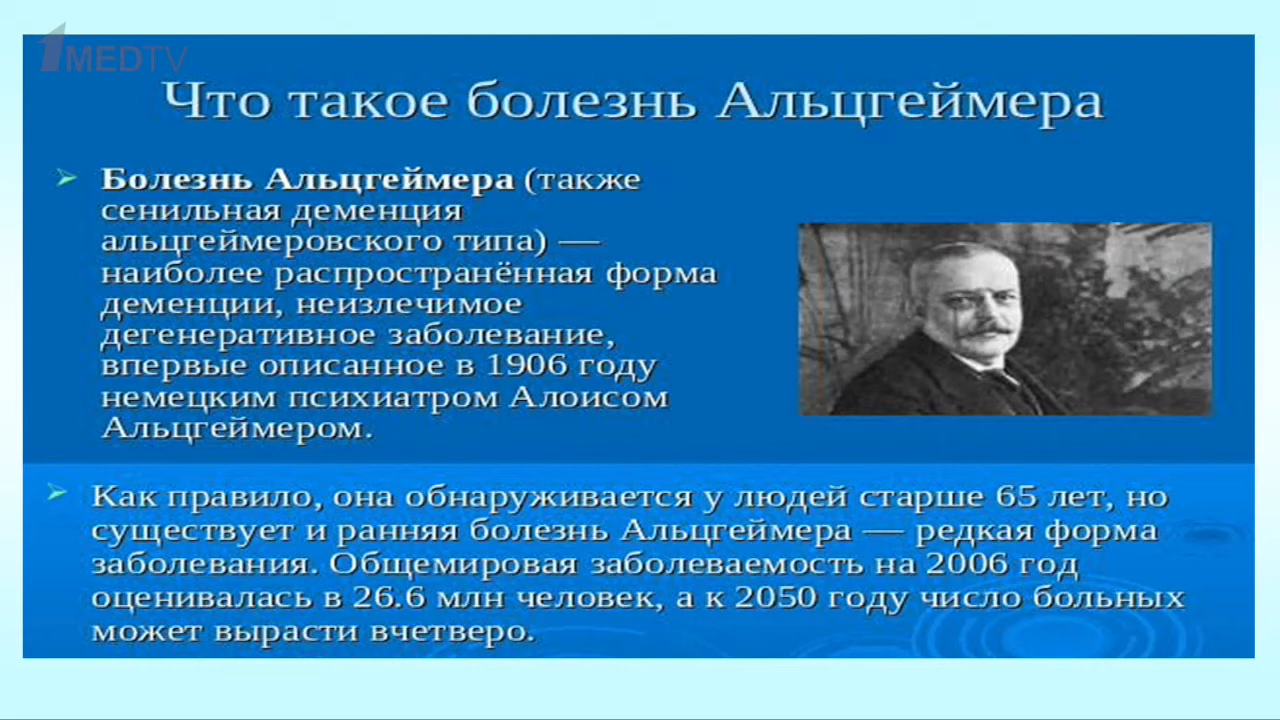 1MEDTV
Что такое болезнь Альцгеймера
➢ Болезнь Альцгеймера (также
сенильная деменция
альцгеймеровского типа) —
наиболее распространённая форма
деменции, неизлечимое
дегенеративное заболевание,
впервые описанное в 1906 году
немецким психиатром Алоисом
Альцгеймером.
➢ Как правило, она обнаруживается у людей старше 65 лет, но
существует и ранняя болезнь Альцгеймера — редкая форма
заболевания. Общемировая заболеваемость на 2006 год
оценивалась в 26.6 млн человек, а к 2050 году число больных
может вырасти вчетверо.